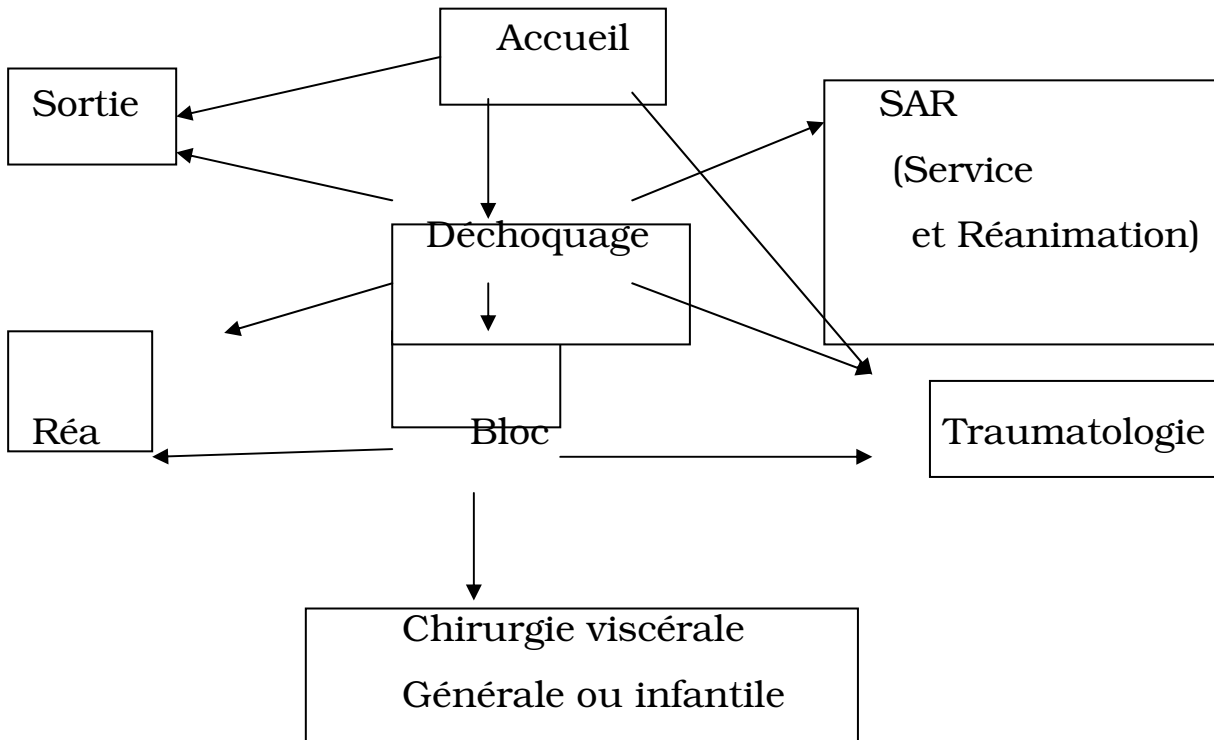 Accueil
Sortie
SAR
(Service
et Réanimation)
Déchoquage
Réa
Bloc
Traumatologie
Chirurgie viscérale
Générale ou infantile